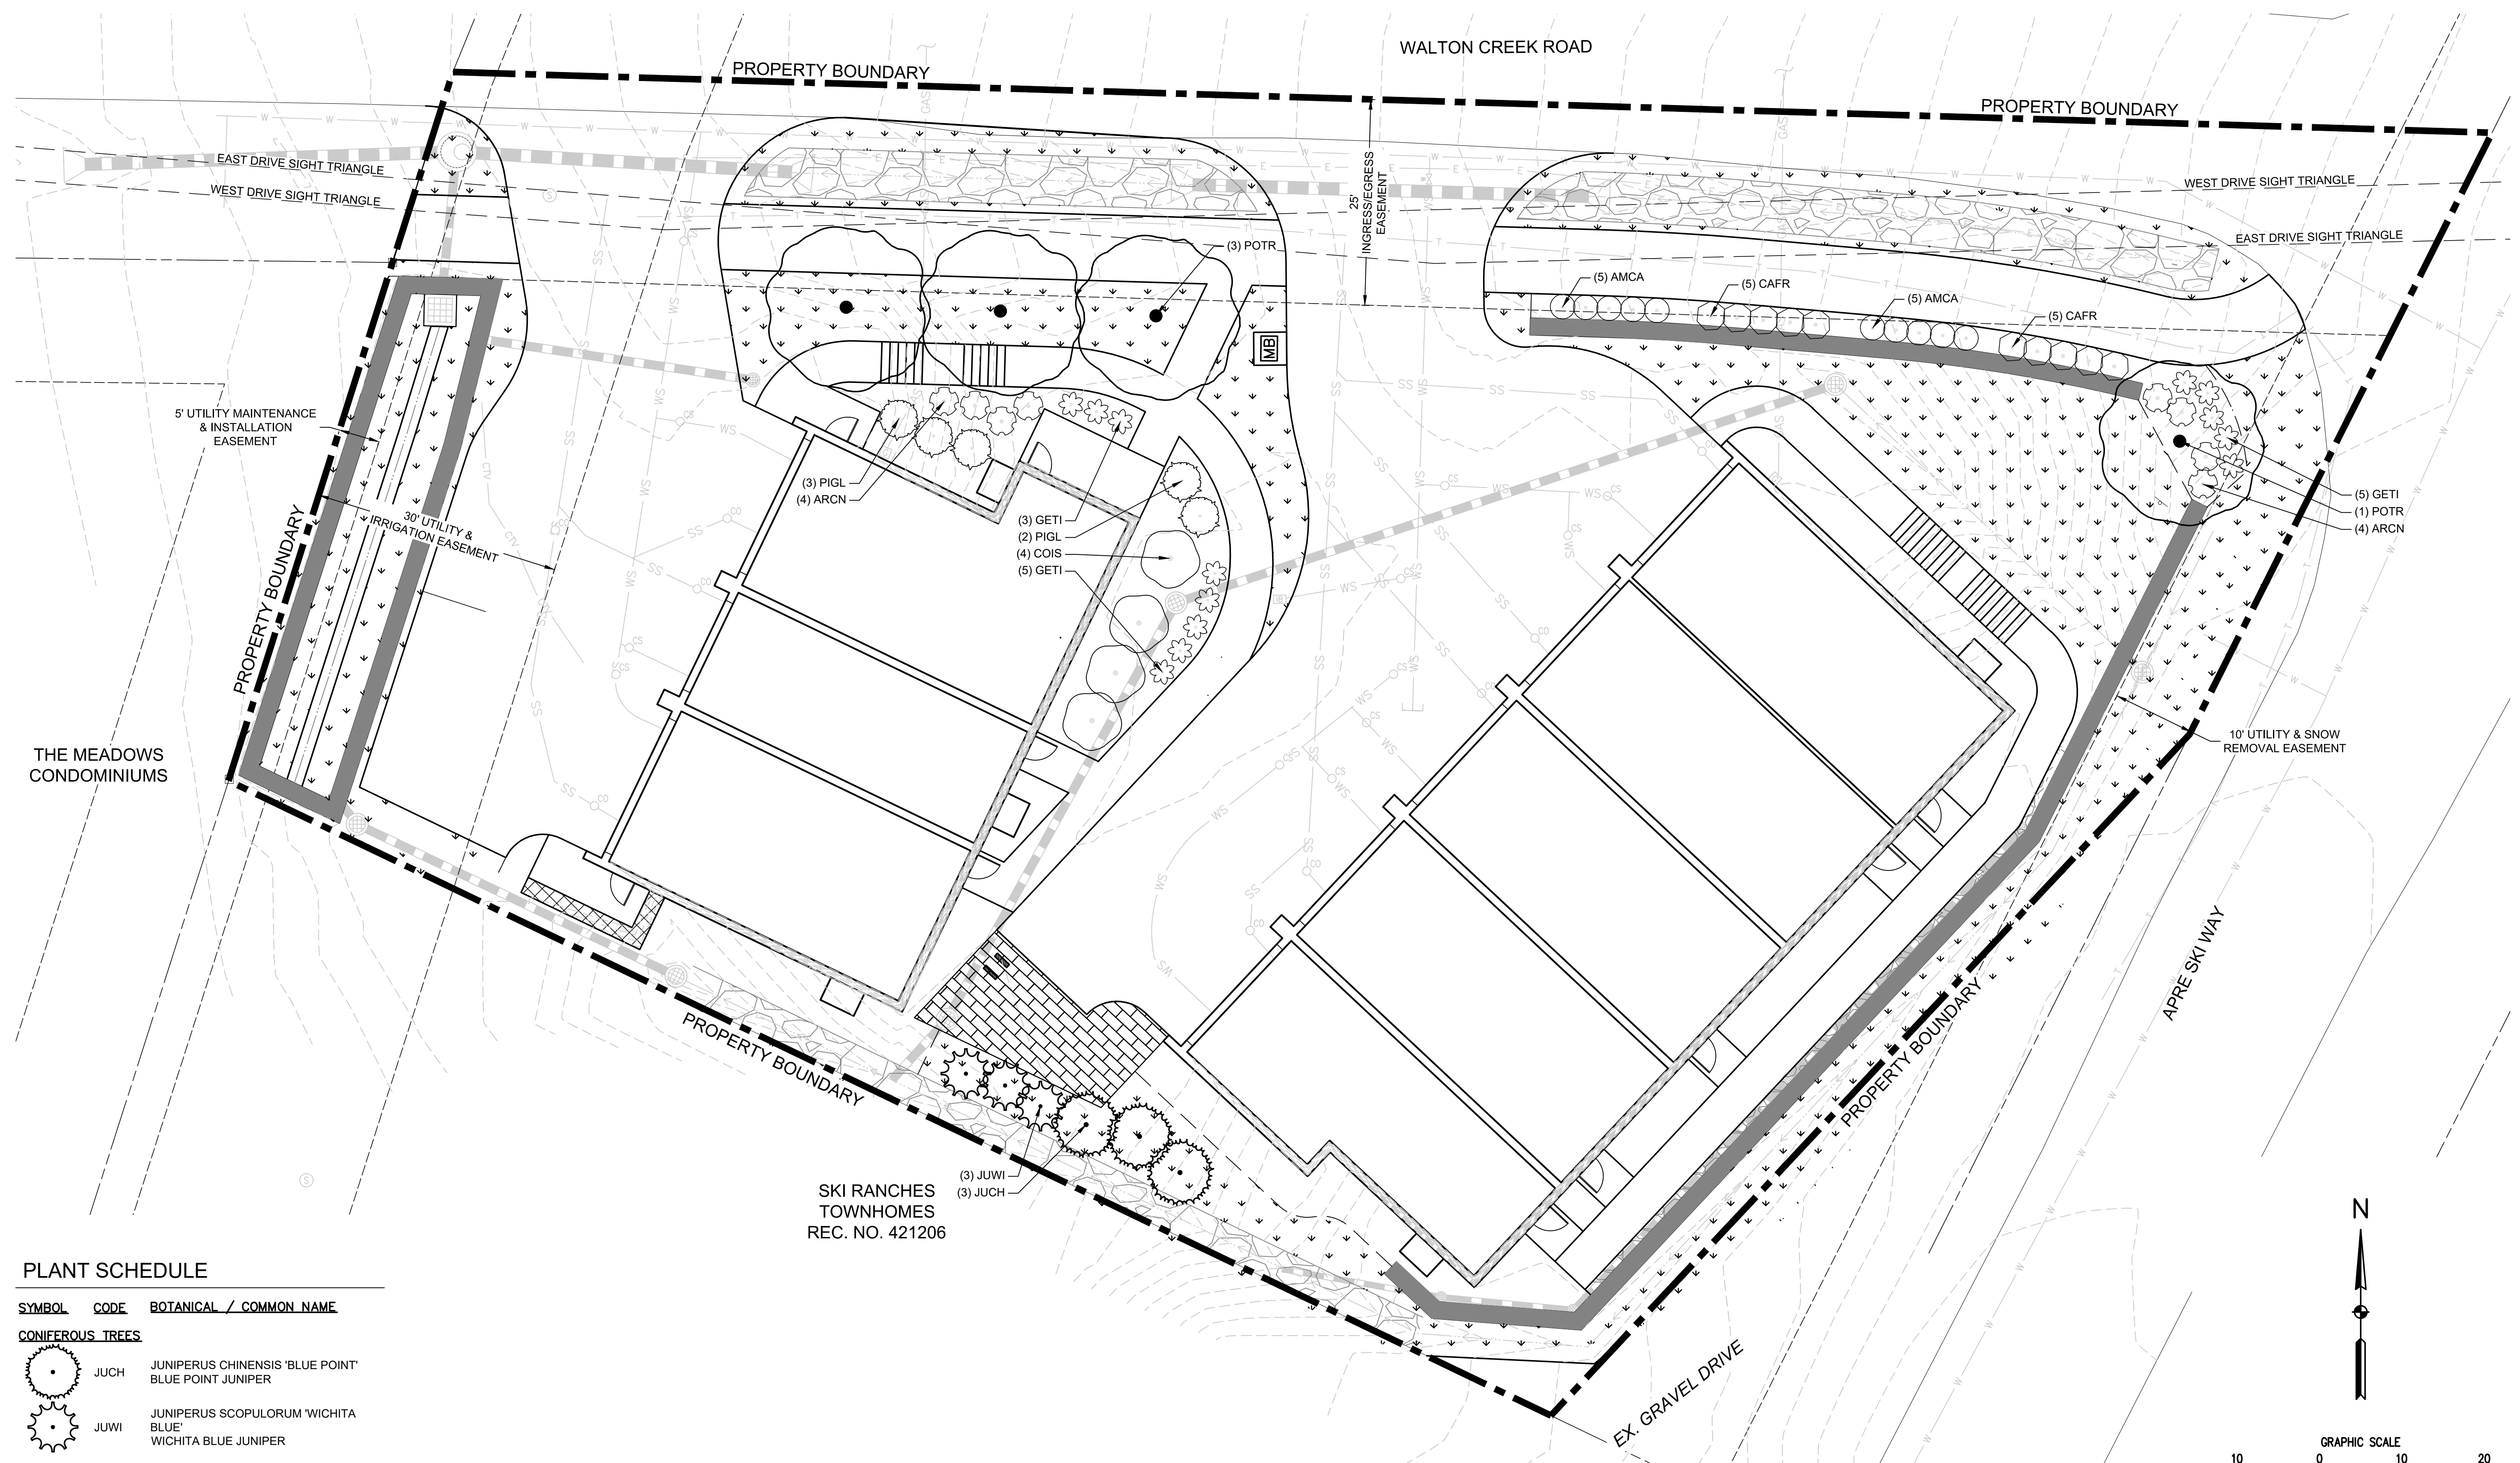 WALTON CREEK ROAD
PROPERTY BOUNDARY
PROPERTY BOUNDARY
EAST DRIVE SIGHT TRIANGLE
WEST DRIVE SIGHT TRIANGLE
WEST DRIVE SIGHT TRIANGLE
EAST DRIVE SIGHT TRIANGLE
25'
INGRESS/EGRESS
EASEMENT
(3) POTR
(5) AMCA
(5) CAFR
(5) AMCA
(5) CAFR
MB
5' UTILITY MAINTENANCE
& INSTALLATION
EASEMENT
30' UTILITY &
IRRIGATION EASEMENT
PROPERTY BOUNDARY
(3) PIGL
(4) ARCN
(3) GETI
(2) PIGL
(4) COIS
(5) GETI
(5) GETI
(1) POTR
(4) ARCN
10' UTILITY & SNOW
REMOVAL EASEMENT
THE MEADOWS
CONDOMINIUMS
APRE SKI WAY
PROPERTY BOUNDARY
PROPERTY BOUNDARY
(3) JUWI
(3) JUCH
SKI RANCHES
TOWNHOMES
REC. NO. 421206
EX. GRAVEL DRIVE
N
PLANT SCHEDULE
SYMBOL CODE BOTANICAL / COMMON NAME
CONIFEROUS TREES
JUCH JUNIPERUS CHINENSIS 'BLUE POINT'
BLUE POINT JUNIPER
JUWI JUNIPERUS SCOPULORUM 'WICHITA
BLUE'
WICHITA BLUE JUNIPER
GRAPHIC SCALE
10 0 10 20